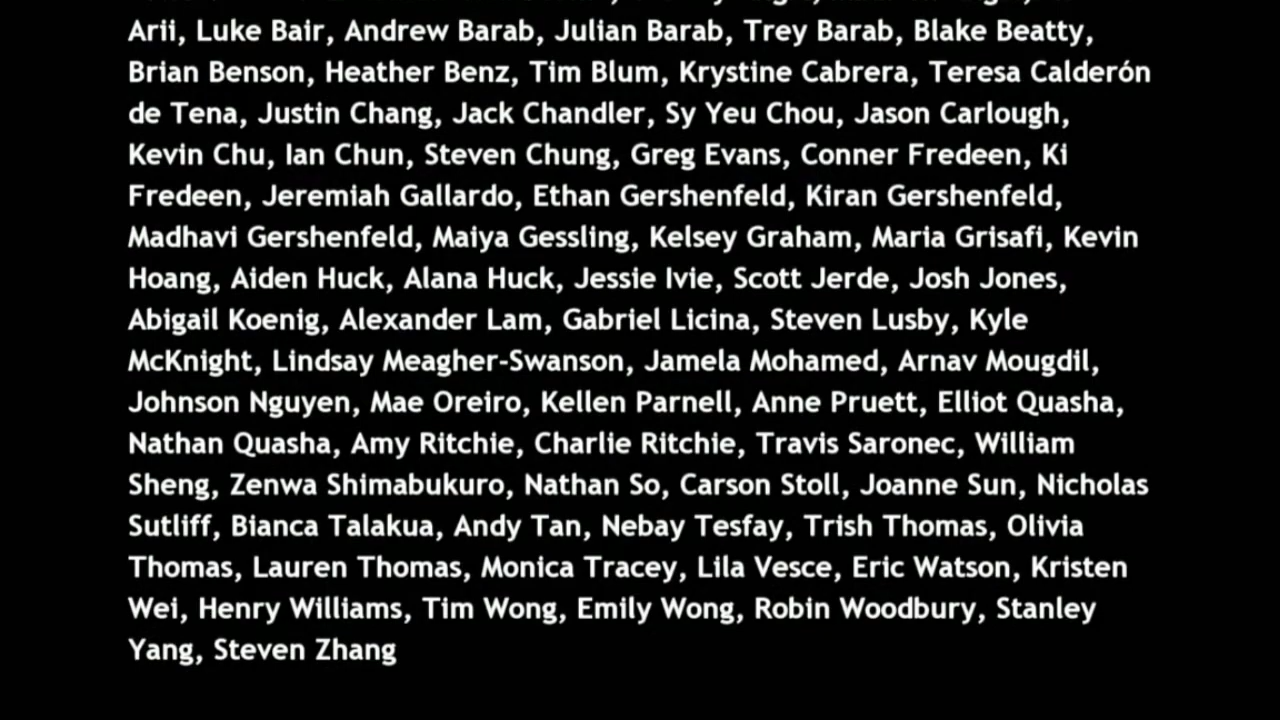 Arii, Luke Bair, Andrew Barab, Julian Barab, Trey Barab, Blake Beatty,
Brian Benson, Heather Benz, Tim Blum, Krystine Cabrera, Teresa Calderón
de Tena, Justin Chang, Jack Chandler, Sy Yeu Chou, Jason Carlough,
Kevin Chu, Ian Chun, Steven Chung, Greg Evans, Conner Fredeen, Ki
Fredeen, Jeremiah Gallardo, Ethan Gershenfeld, Kiran Gershenfeld,
Madhavi Gershenfeld, Maiya Gessling, Kelsey Graham, Maria Grisafi, Kevin
Hoang, Aiden Huck, Alana Huck, Jessie Ivie, Scott Jerde, Josh Jones,
Abigail Koenig, Alexander Lam, Gabriel Licina, Steven Lusby, Kyle
McKnight, Lindsay Meagher-Swanson, Jamela Mohamed, Arnav Mougdil,
Johnson Nguyen, Mae Oreiro, Kellen Parnell, Anne Pruett, Elliot Quasha,
Nathan Quasha, Amy Ritchie, Charlie Ritchie, Travis Saronec, William
Sheng, Zenwa Shimabukuro, Nathan So, Carson Stoll, Joanne Sun, Nicholas
Sutliff, Bianca Talakua, Andy Tan, Nebay Tesfay, Trish Thomas, Olivia
Thomas, Lauren Thomas, Monica Tracey, Lila Vesce, Eric Watson, Kristen
Wei, Henry Williams, Tim Wong, Emily Wong, Robin Woodbury, Stanley
Yang, Steven Zhang